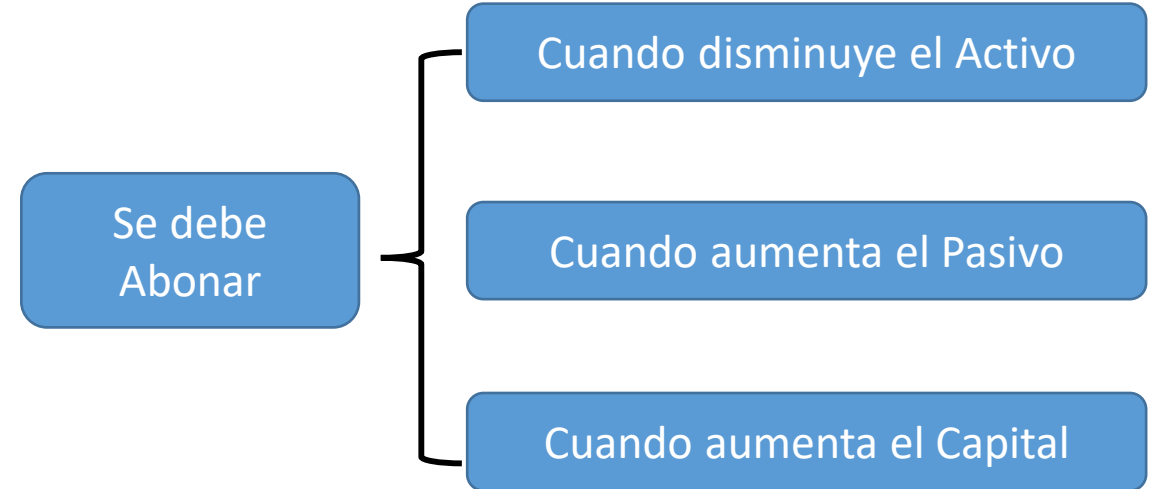 Cuando disminuye el Activo
Se debe
Abonar
Cuando aumenta el Pasivo
Cuando aumenta el Capital